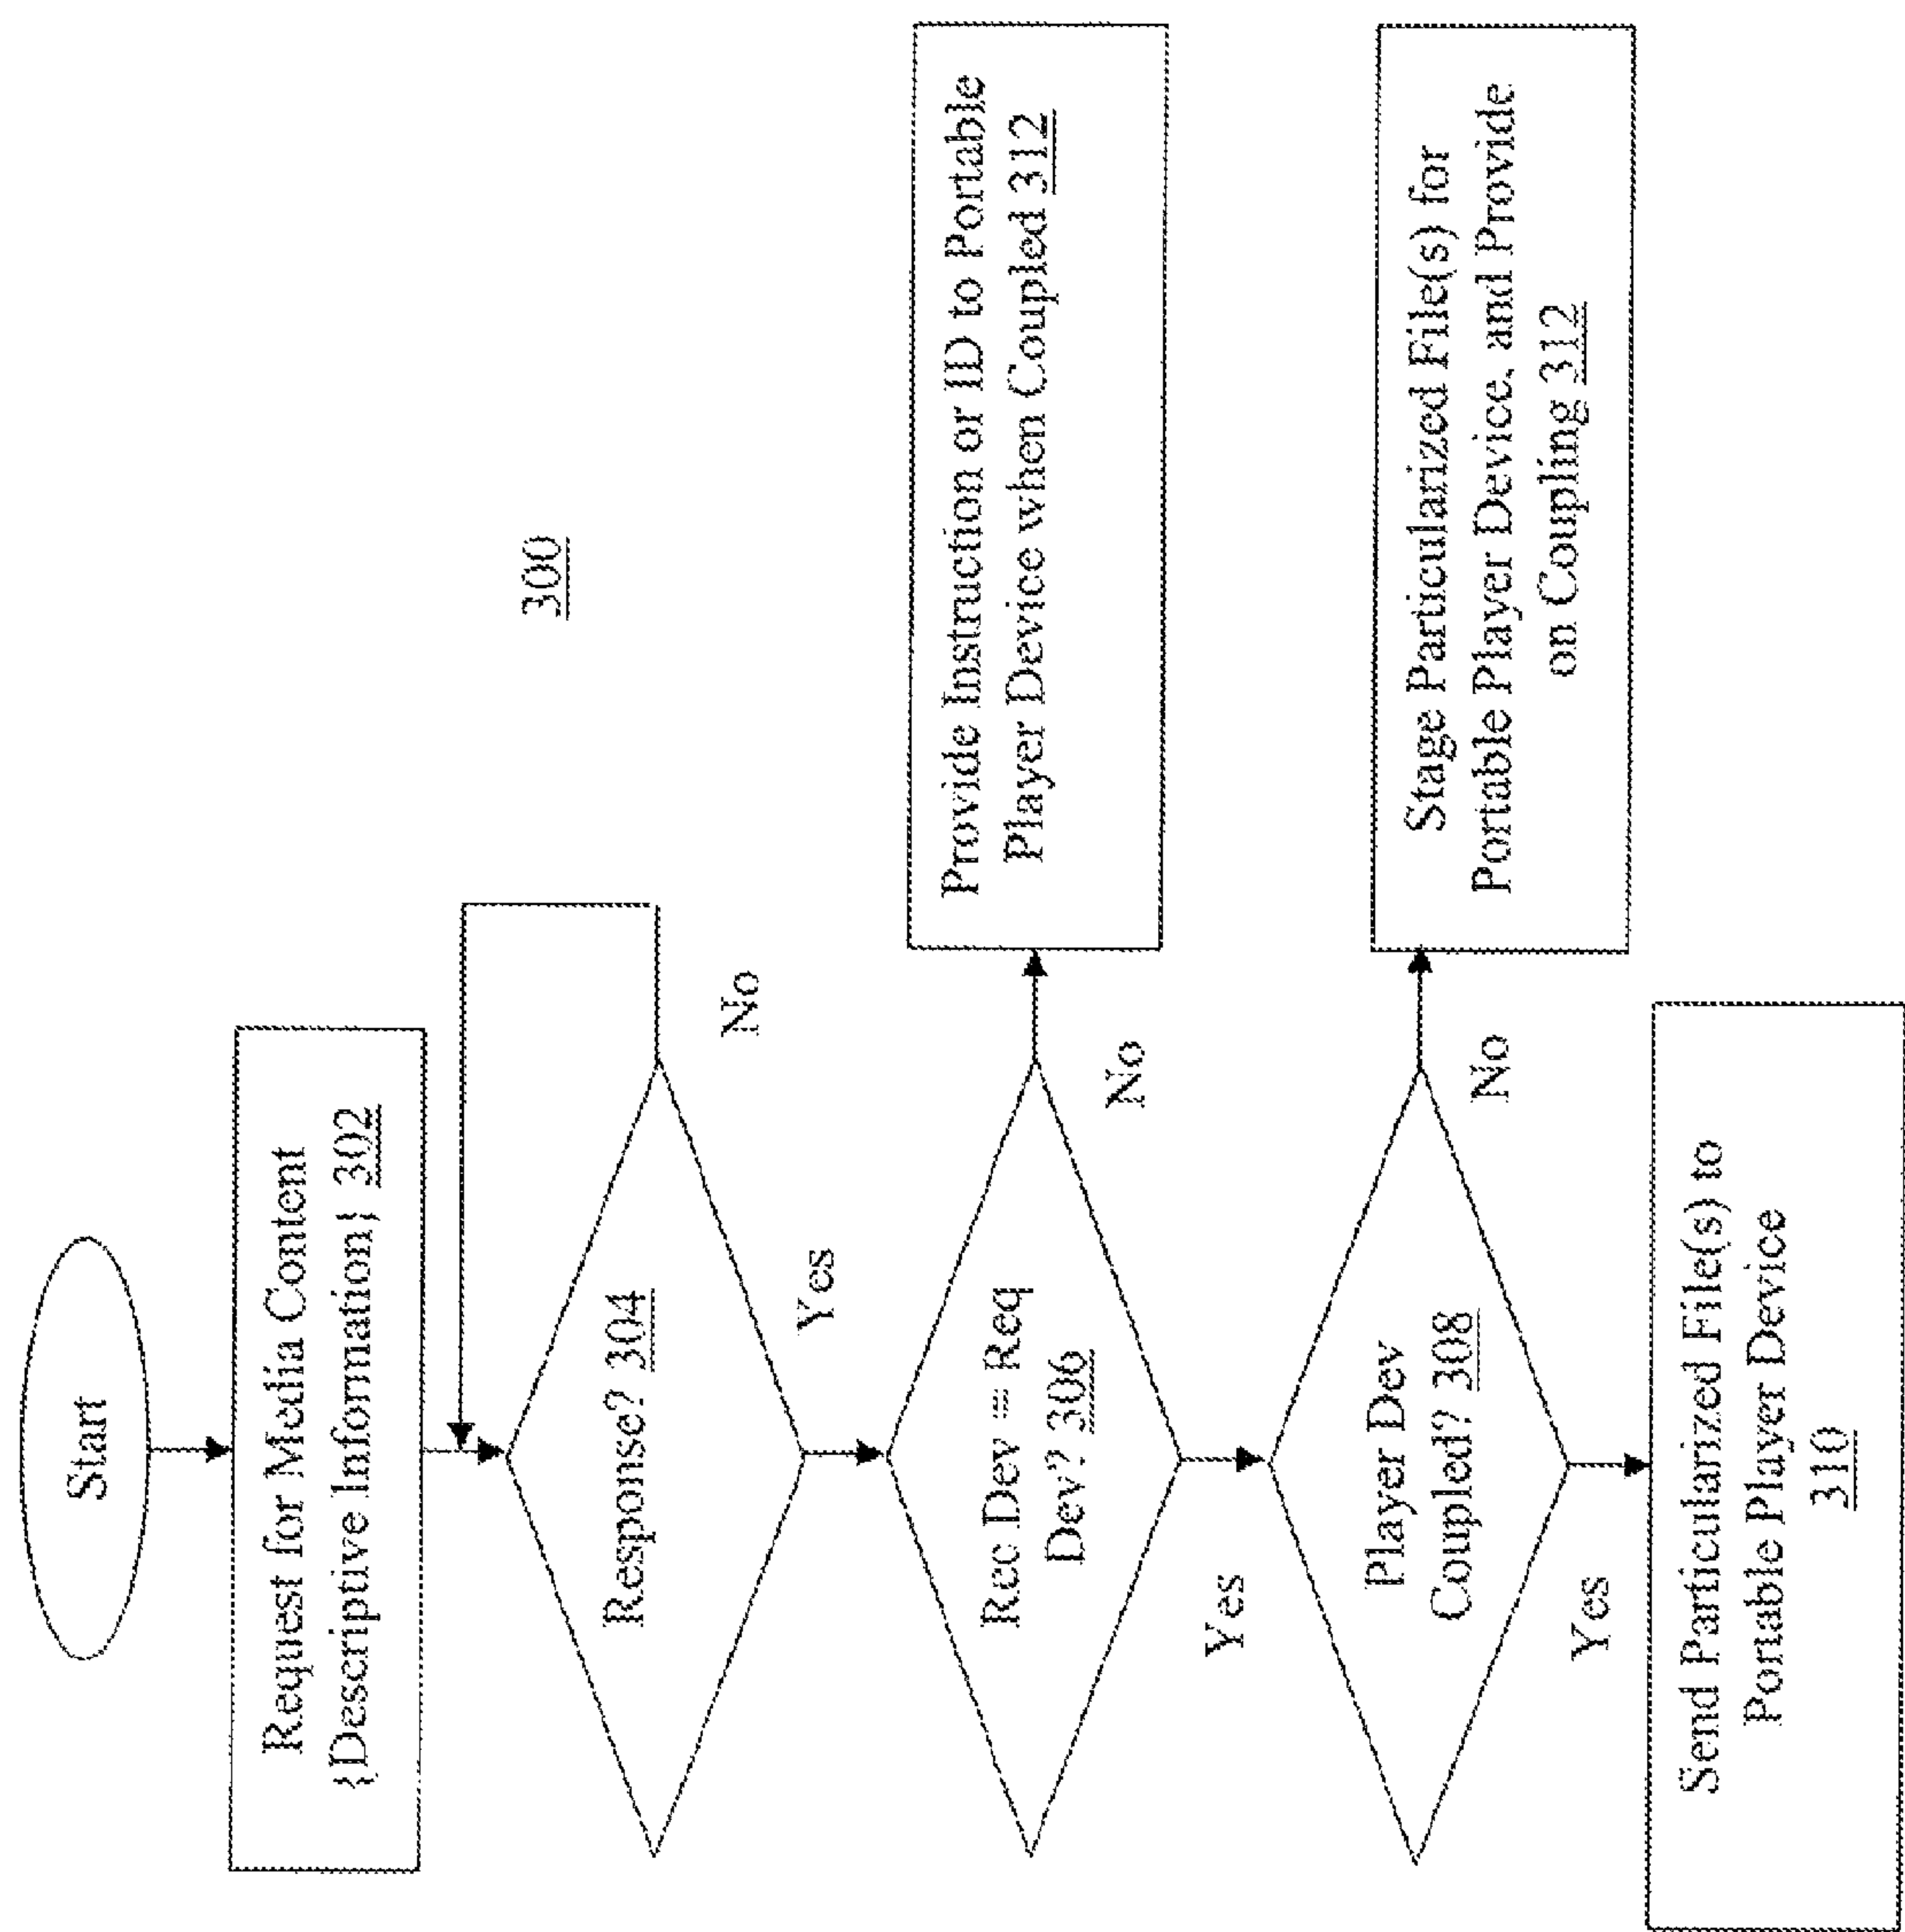 Start
Request for Media Content
{Descriptive Information} 302
Response? 304
No
Yes
300
Rec Dev = Req
Dev? 306
No
Yes
Provide Instruction or ID to Portable
Player Device when Coupled 312
Player Dev
Coupled? 308
No
Yes
Stage Particularized File(s) for
Portable Player Device, and Provide
on Coupling 312
Send Particularized File(s) to
Portable Player Device
310